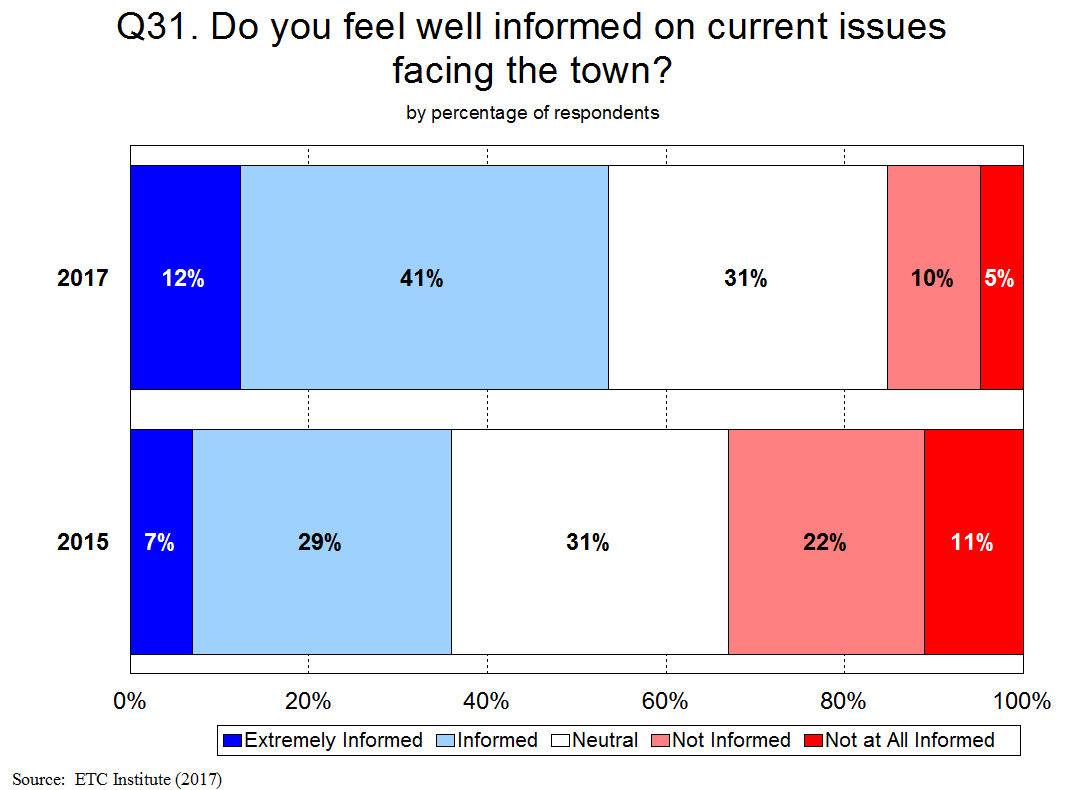 Q31. Do you feel well informed on current issues
facing the town?
by percentage of respondents
2017
12% 41% 31% 10% 5%
2015
7% 29% 31% 22% 11%
0% 20% 40% 60% 80% 100%
Extremely Informed Informed Neutral Not Informed Not at All Informed
Source: ETC Institute (2017)